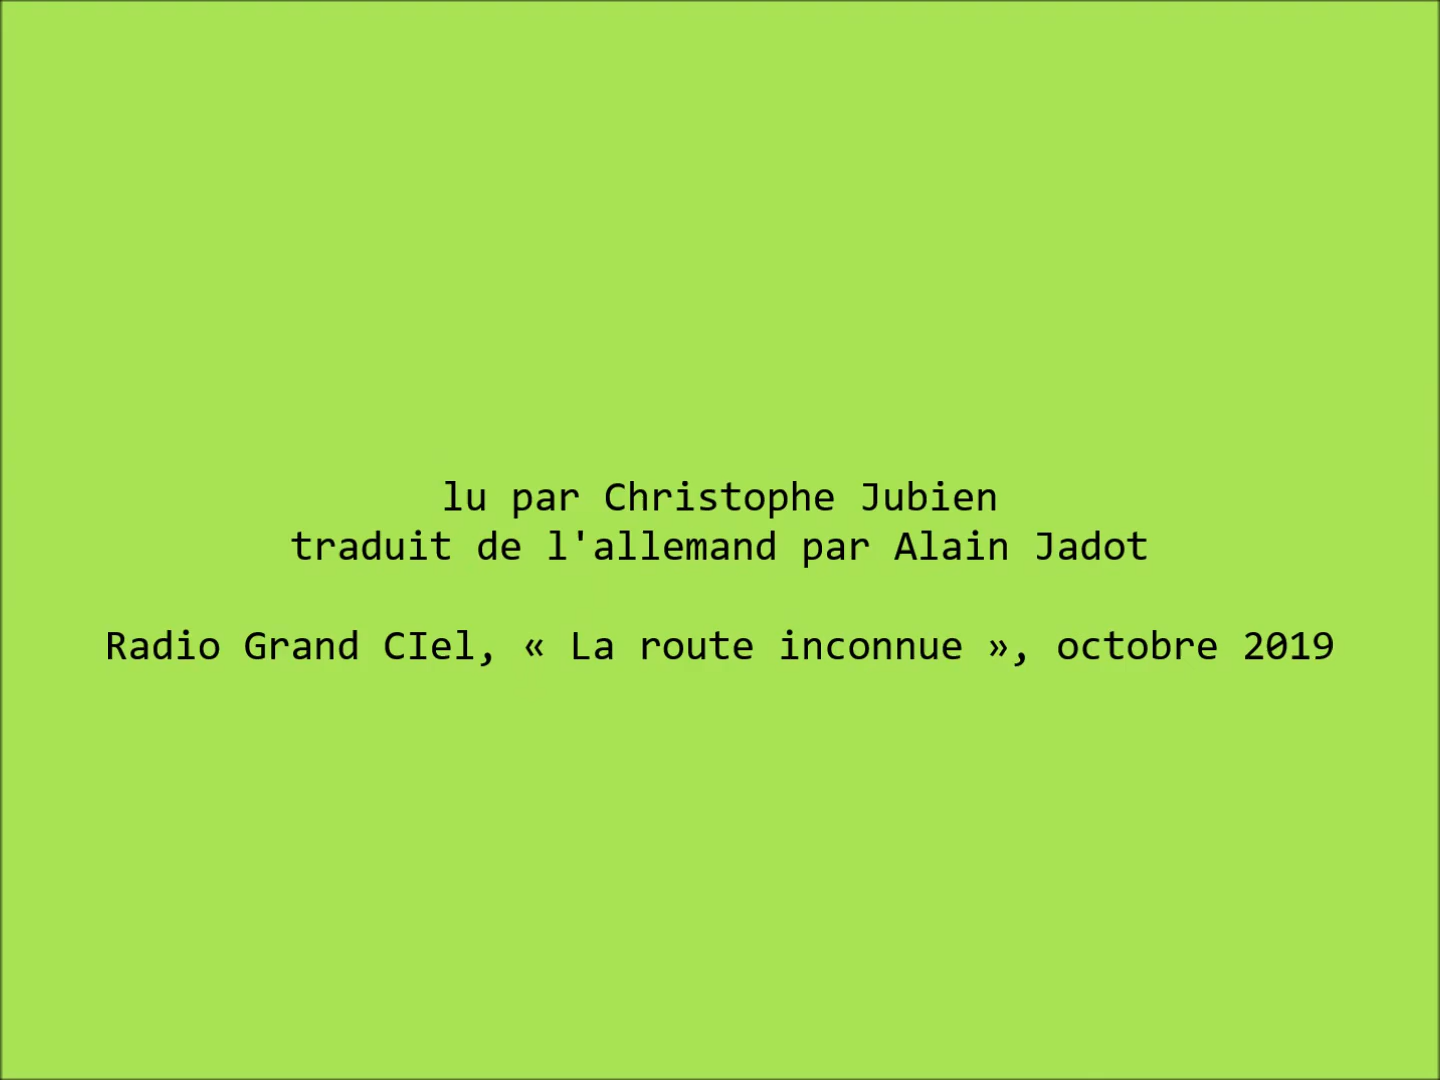 lu par Christophe Jubien
traduit de l'allemand par Alain Jadot
Radio Grand CIel, « La route inconnue », octobre 2019